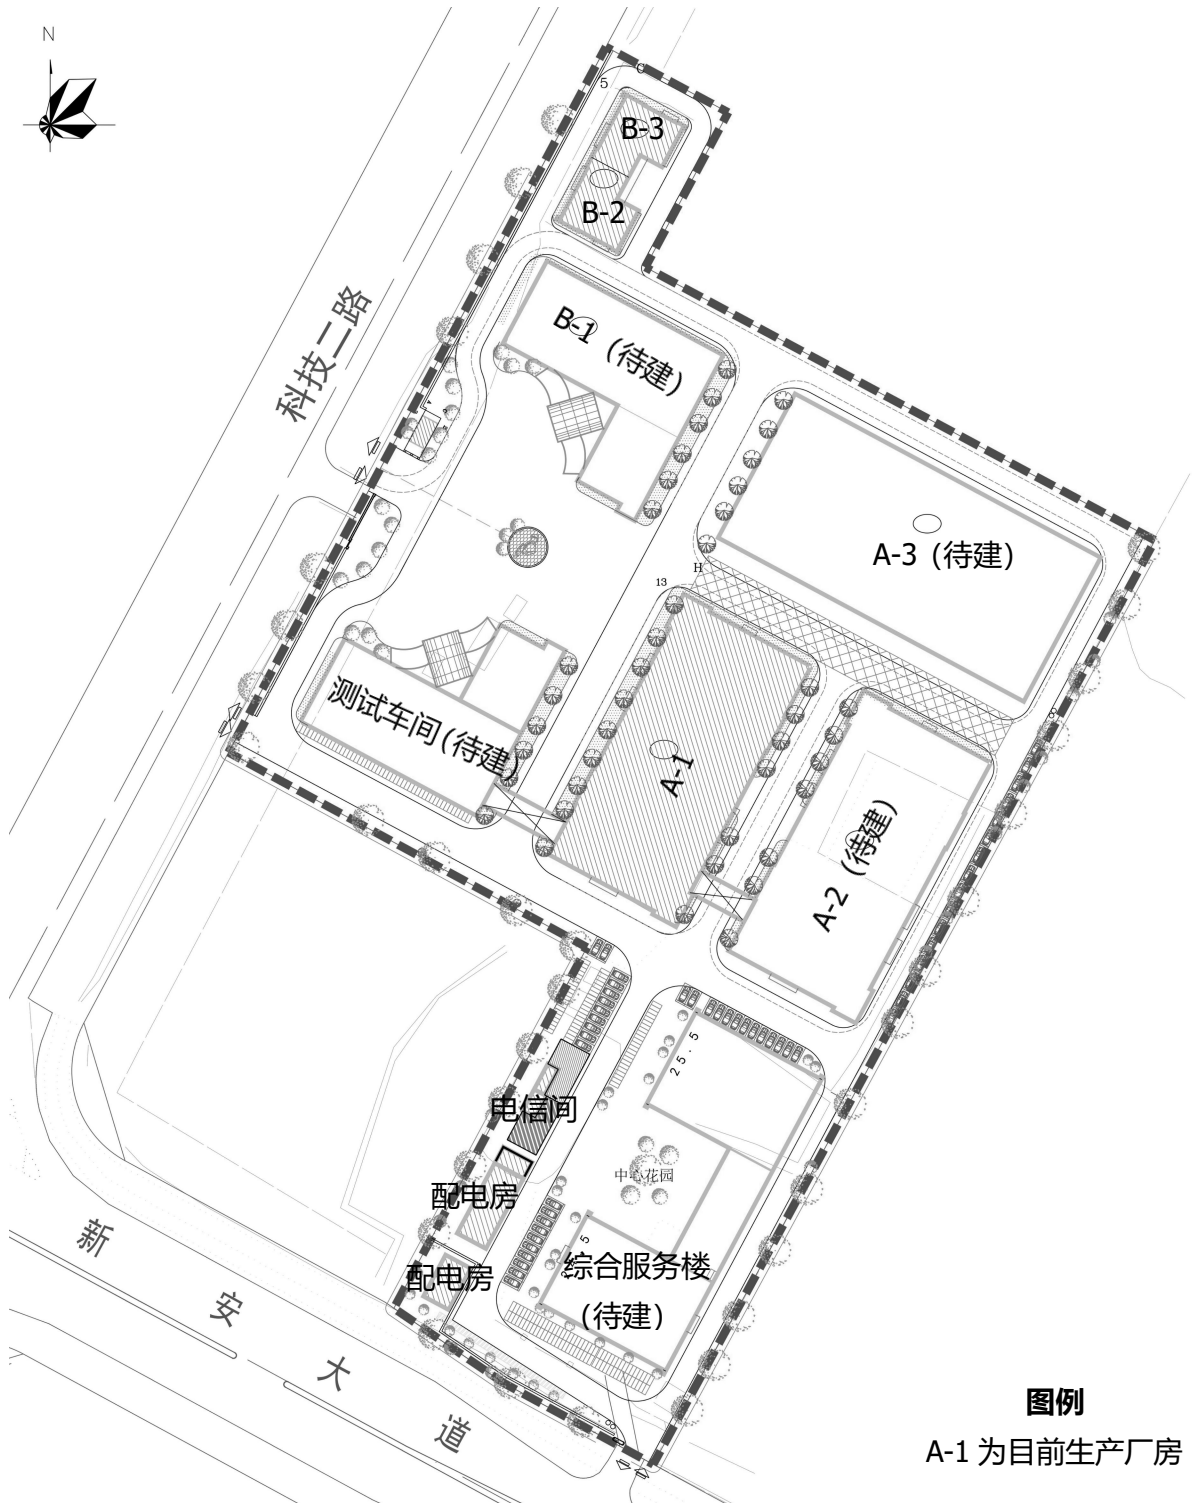 N
5
C
B-3
B-2
B-1（待建）
科技二路
A-3（待建）
H
13
测试车间（待建）
A-1
A-2（待建）
8
25.5
电信间
中心花园
配电房
综合服务楼
（待建）
配电房
新安大道
图例
A-1 为目前生产厂房